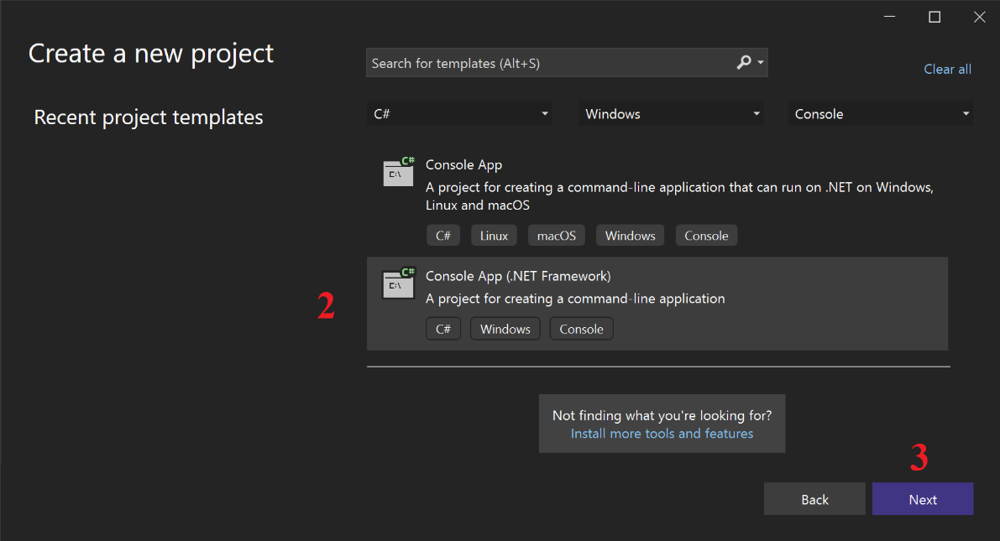 Create a new project
Recent project templates
Search for templates (Alt+S)
Clear all
C#
Windows
Console
C#
E:\
Console App
A project for creating a command-line application that can run on .NET on Windows,
Linux and macOS
C#
Linux
macOS
Windows
Console
2
C#
E:\
Console App (.NET Framework)
A project for creating a command-line application
C#
Windows
Console
Not finding what you're looking for?
Install more tools and features
3
Back
Next